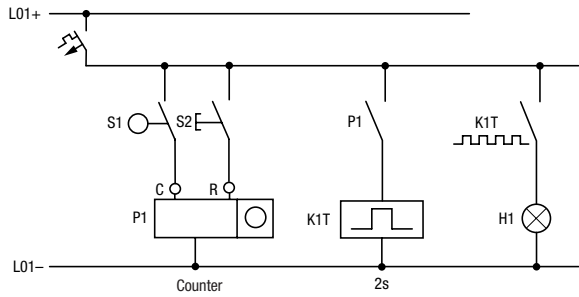 L01+
S1
S2
P1
K1T
C
R
P1
K1T
H1
L01–
Counter
2s